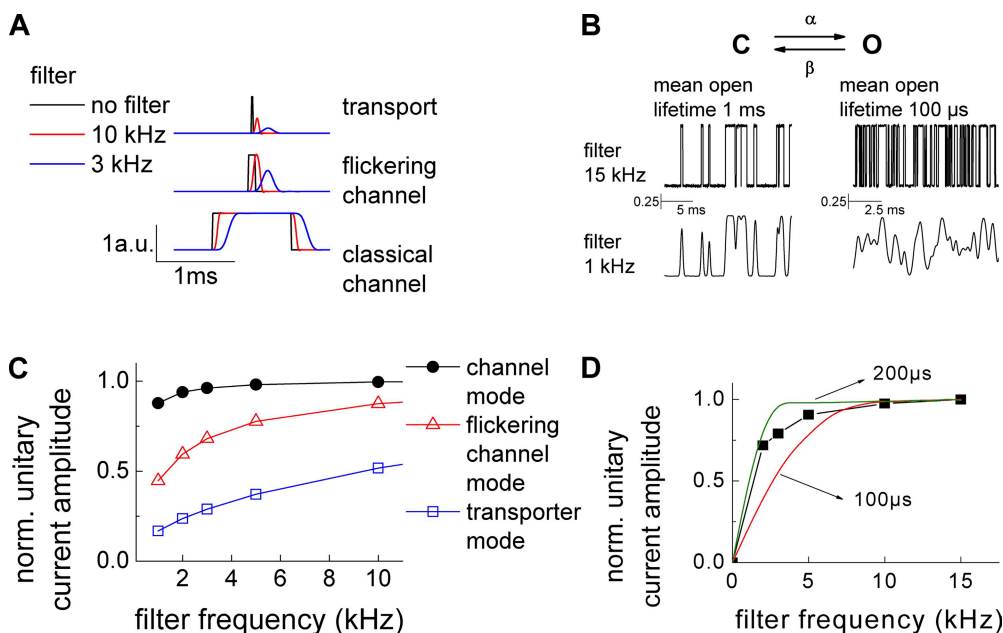 A
filter
no filter
10 kHz
3 kHz
transport
flickering
channel
classical
channel
1a.u.
1ms
B
α
C O
β
mean open
lifetime 1 ms
mean open
lifetime 100 µs
filter
15 kHz
0.25
5 ms
0.25
2.5 ms
filter
1 kHz
C
norm. unitary
current amplitude
1.0
0.5
0.0
2 4 6 8 10
filter frequency (kHz)
channel
mode
flickering
channel
mode
transporter
mode
D
norm. unitary
current amplitude
1.0
0.5
0.0
0 5 10 15
filter frequency (kHz)
200µs
100µs